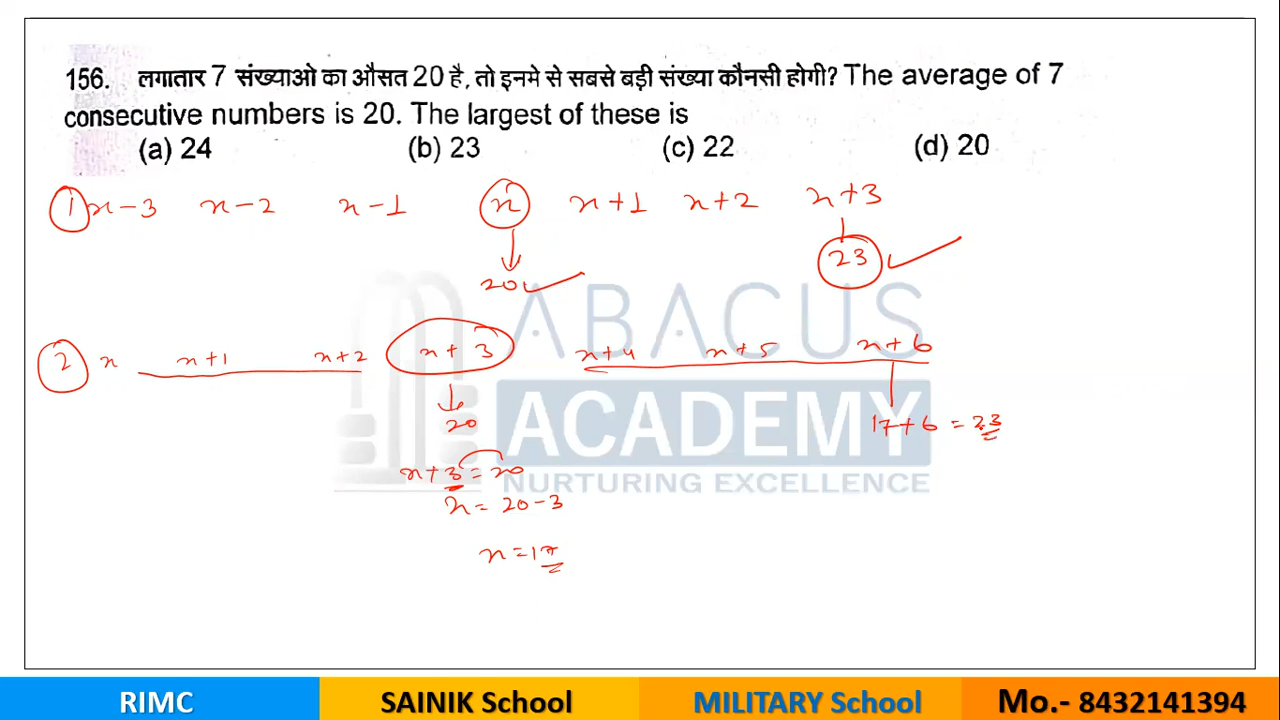 156. लगातार 7 संख्याओ का औसत 20 है, तो इनमे से सबसे बड़ी संख्या कौनसी होगी? The average of 7
consecutive numbers is 20. The largest of these is
(a) 24 (b) 23 (c) 22 (d) 20
1 x-3 x-2 x-1 x x+1 x+2 x+3
23
20
ABACUS
2 x x+1 x+2 x+3 x+4 x+5 x+6
ACADEMY
20 17+6 = 23
x+3 = 20
NURTURING EXCELLENCE
x = 20-3
x = 17
RIMC SAINIK School MILITARY School Mo.- 8432141394